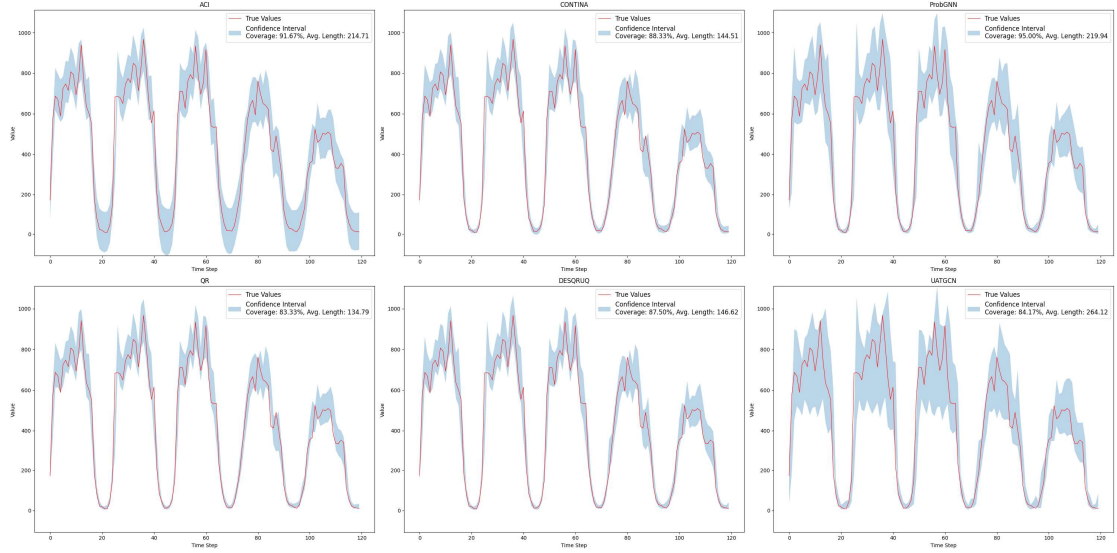 ACI
True Values
Confidence Interval
Coverage: 91.67%, Avg. Length: 214.71
1000
800
600
400
200
0
Value
0 20 40 60 80 100 120
Time Step
CONTINA
True Values
Confidence Interval
Coverage: 88.33%, Avg. Length: 144.51
1000
800
600
400
200
0
Value
0 20 40 60 80 100 120
Time Step
ProbGNN
True Values
Confidence Interval
Coverage: 95.00%, Avg. Length: 219.94
1000
800
600
400
200
0
Value
0 20 40 60 80 100 120
Time Step
QR
True Values
Confidence Interval
Coverage: 83.33%, Avg. Length: 134.79
1000
800
600
400
200
0
Value
0 20 40 60 80 100 120
Time Step
DESQRUQ
True Values
Confidence Interval
Coverage: 87.50%, Avg. Length: 146.62
1000
800
600
400
200
0
Value
0 20 40 60 80 100 120
Time Step
UATGCN
True Values
Confidence Interval
Coverage: 84.17%, Avg. Length: 264.12
1000
800
600
400
200
0
Value
0 20 40 60 80 100 120
Time Step